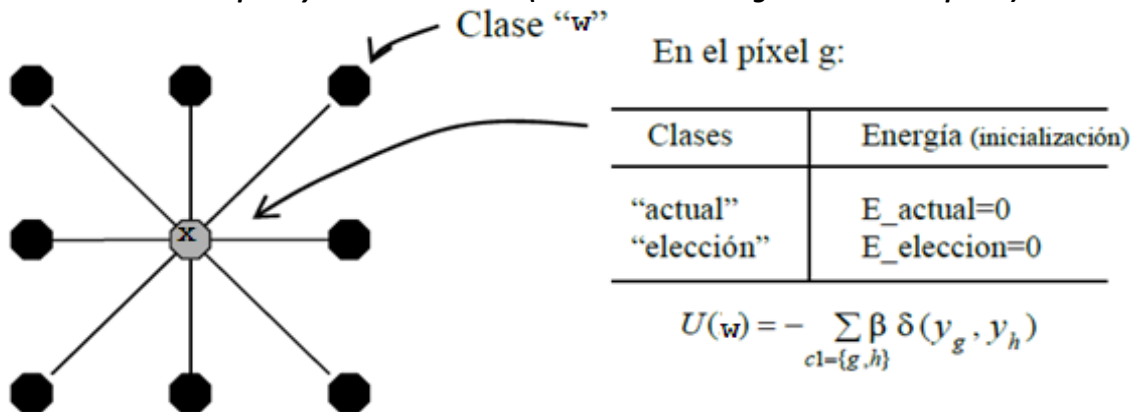 Clase “w”
En el píxel g:
Clases Energía (inicialización)
“actual” E_actual=0
“elección” E_eleccion=0
x
U(w) = − ∑ β δ(y_g, y_h)
c1={g,h}